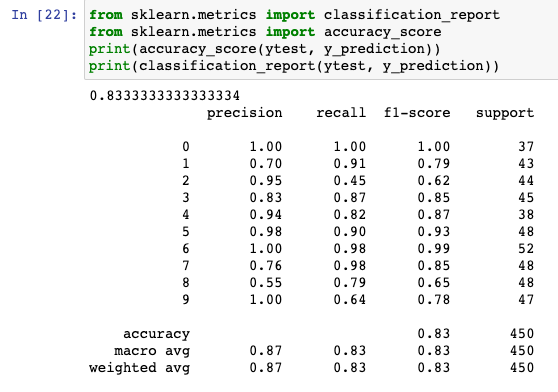 In [22]: from sklearn.metrics import classification_report
from sklearn.metrics import accuracy_score
print(accuracy_score(ytest, y_prediction))
print(classification_report(ytest, y_prediction))
0.8333333333333334
precision recall f1-score support
0 1.00 1.00 1.00 37
1 0.70 0.91 0.79 43
2 0.95 0.45 0.62 44
3 0.83 0.87 0.85 45
4 0.94 0.82 0.87 38
5 0.98 0.90 0.93 48
6 1.00 0.98 0.99 52
7 0.76 0.98 0.85 48
8 0.55 0.79 0.65 48
9 1.00 0.64 0.78 47
accuracy 0.83 450
macro avg 0.87 0.83 0.83 450
weighted avg 0.87 0.83 0.83 450